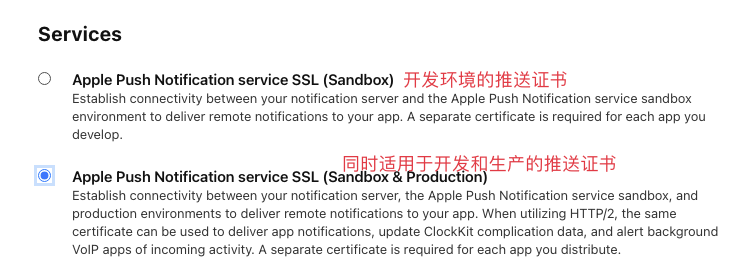 Services
Apple Push Notification service SSL (Sandbox) 开发环境的推送证书
Establish connectivity between your notification server and the Apple Push Notification service sandbox
environment to deliver remote notifications to your app. A separate certificate is required for each app you
develop.
同时适用于开发和生产的推送证书
Apple Push Notification service SSL (Sandbox & Production)
Establish connectivity between your notification server, the Apple Push Notification service sandbox, and
production environments to deliver remote notifications to your app. When utilizing HTTP/2, the same
certificate can be used to deliver app notifications, update ClockKit complication data, and alert background
VoIP apps of incoming activity. A separate certificate is required for each app you distribute.